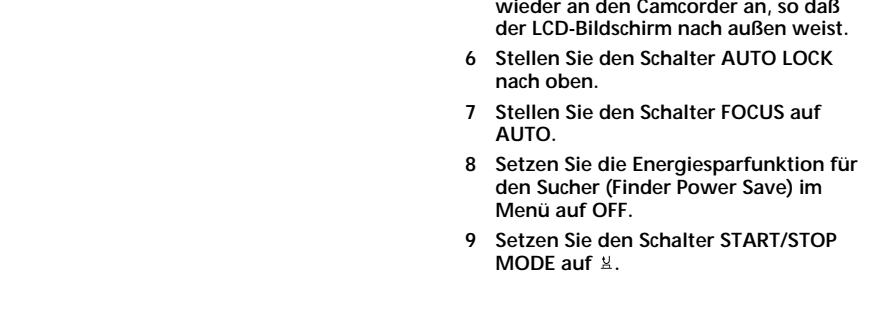 wieder an den Camcorder an, so daß
der LCD-Bildschirm nach außen weist.
6 Stellen Sie den Schalter AUTO LOCK
nach oben.
7 Stellen Sie den Schalter FOCUS auf
AUTO.
8 Setzen Sie die Energiesparfunktion für
den Sucher (Finder Power Save) im
Menü auf OFF.
9 Setzen Sie den Schalter START/STOP
MODE auf .